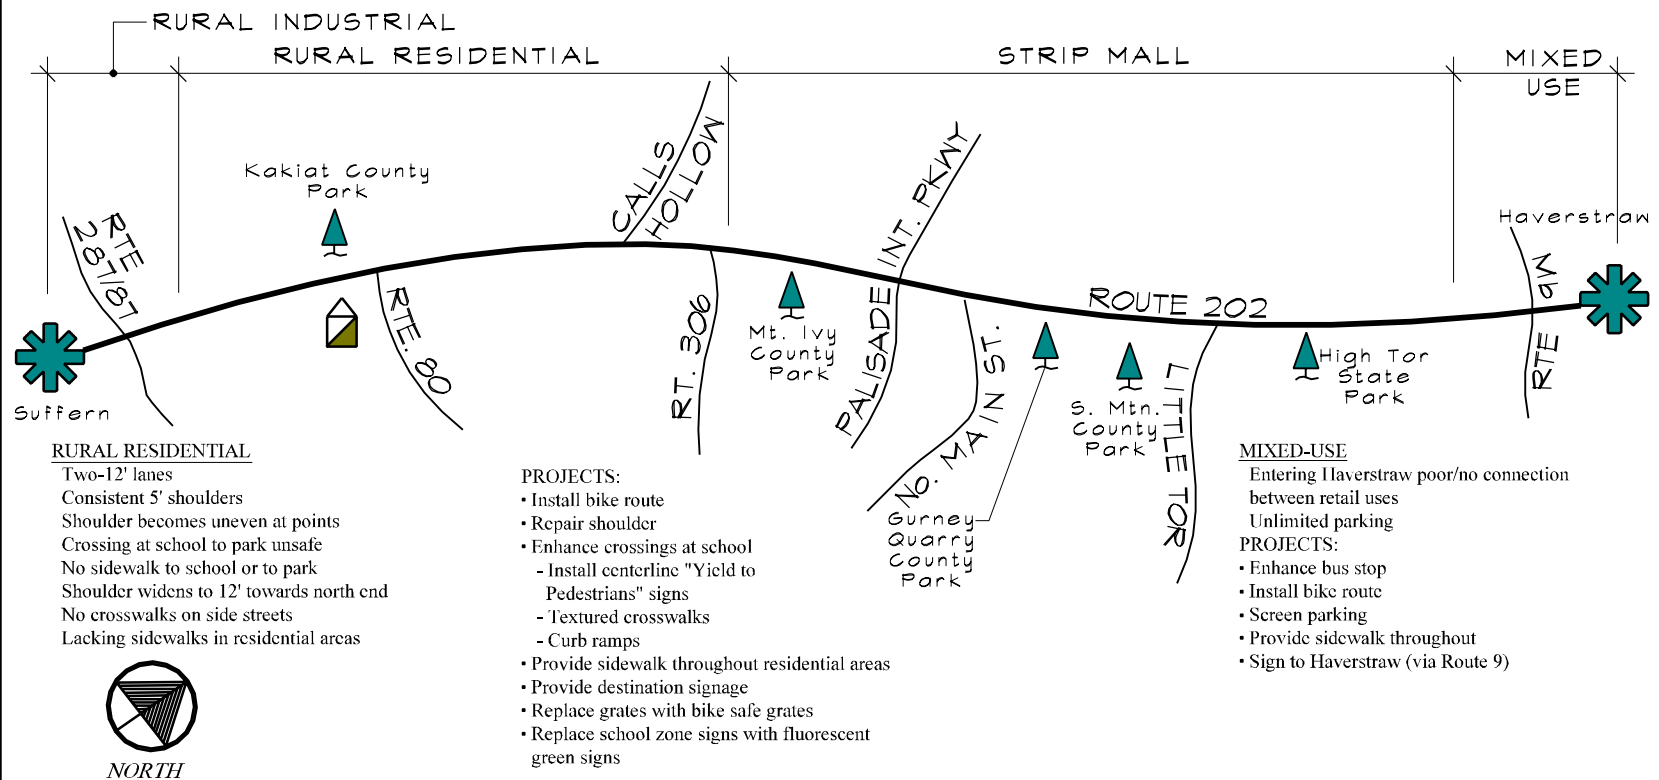 RURAL INDUSTRIAL
RURAL RESIDENTIAL
STRIP MALL
MIXED
USE
CALLS
HOLLOW
PALISADE INT. PKWY
Kakiat County
Park
Haverstraw
RTE
287/87
RTE. 80
RT. 306
Mt. Ivy
County
Park
ROUTE 202
NO. MAIN ST.
S. Mtn.
County
Park
LITTLE TOR
High Tor
State
Park
RTE 9W
Suffern
Gurney
Quarry
County
Park
RURAL RESIDENTIAL
Two-12' lanes
Consistent 5' shoulders
Shoulder becomes uneven at points
Crossing at school to park unsafe
No sidewalk to school or to park
Shoulder widens to 12' towards north end
No crosswalks on side streets
Lacking sidewalks in residential areas
NORTH
PROJECTS:
• Install bike route
• Repair shoulder
• Enhance crossings at school
- Install centerline "Yield to
Pedestrians" signs
- Textured crosswalks
- Curb ramps
• Provide sidewalk throughout residential areas
• Provide destination signage
• Replace grates with bike safe grates
• Replace school zone signs with fluorescent
green signs
MIXED-USE
Entering Haverstraw poor/no connection
between retail uses
Unlimited parking
PROJECTS:
• Enhance bus stop
• Install bike route
• Screen parking
• Provide sidewalk throughout
• Sign to Haverstraw (via Route 9)